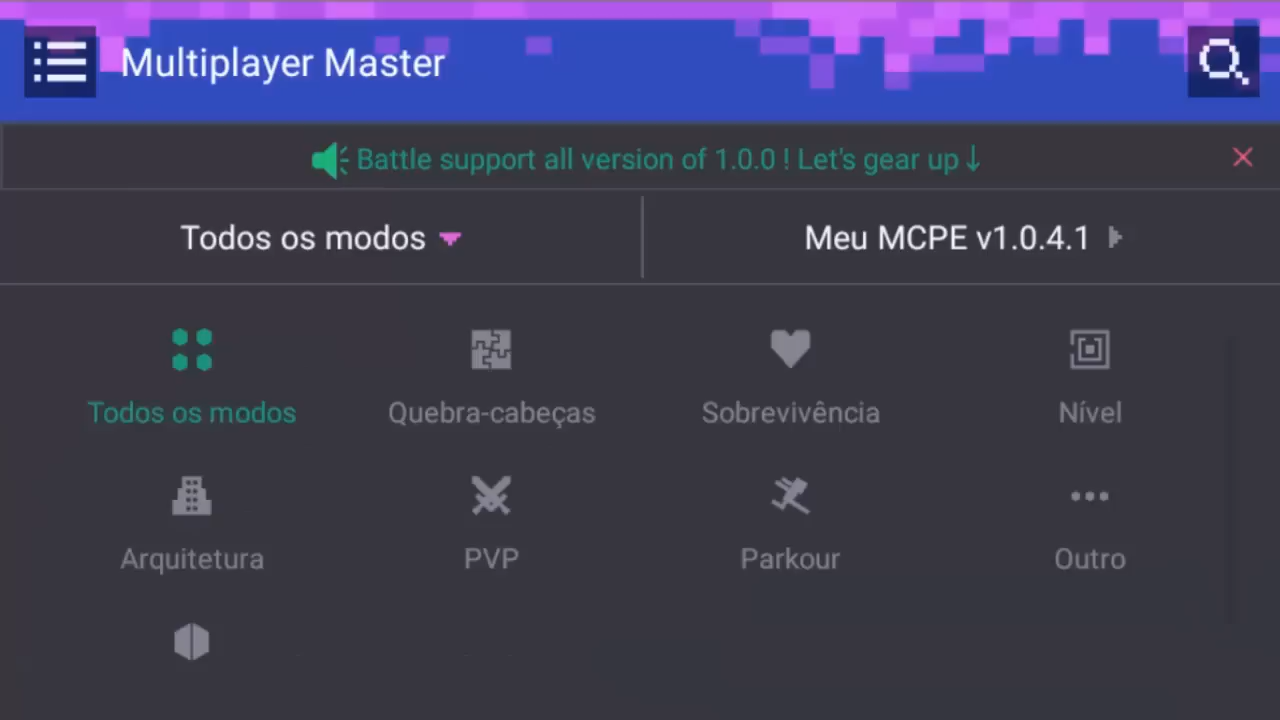 Multiplayer Master
Battle support all version of 1.0.0 ! Let's gear up↓
Todos os modos
Meu MCPE v1.0.4.1
Todos os modos
Quebra-cabeças
Sobrevivência
Nível
Arquitetura
PVP
Parkour
Outro